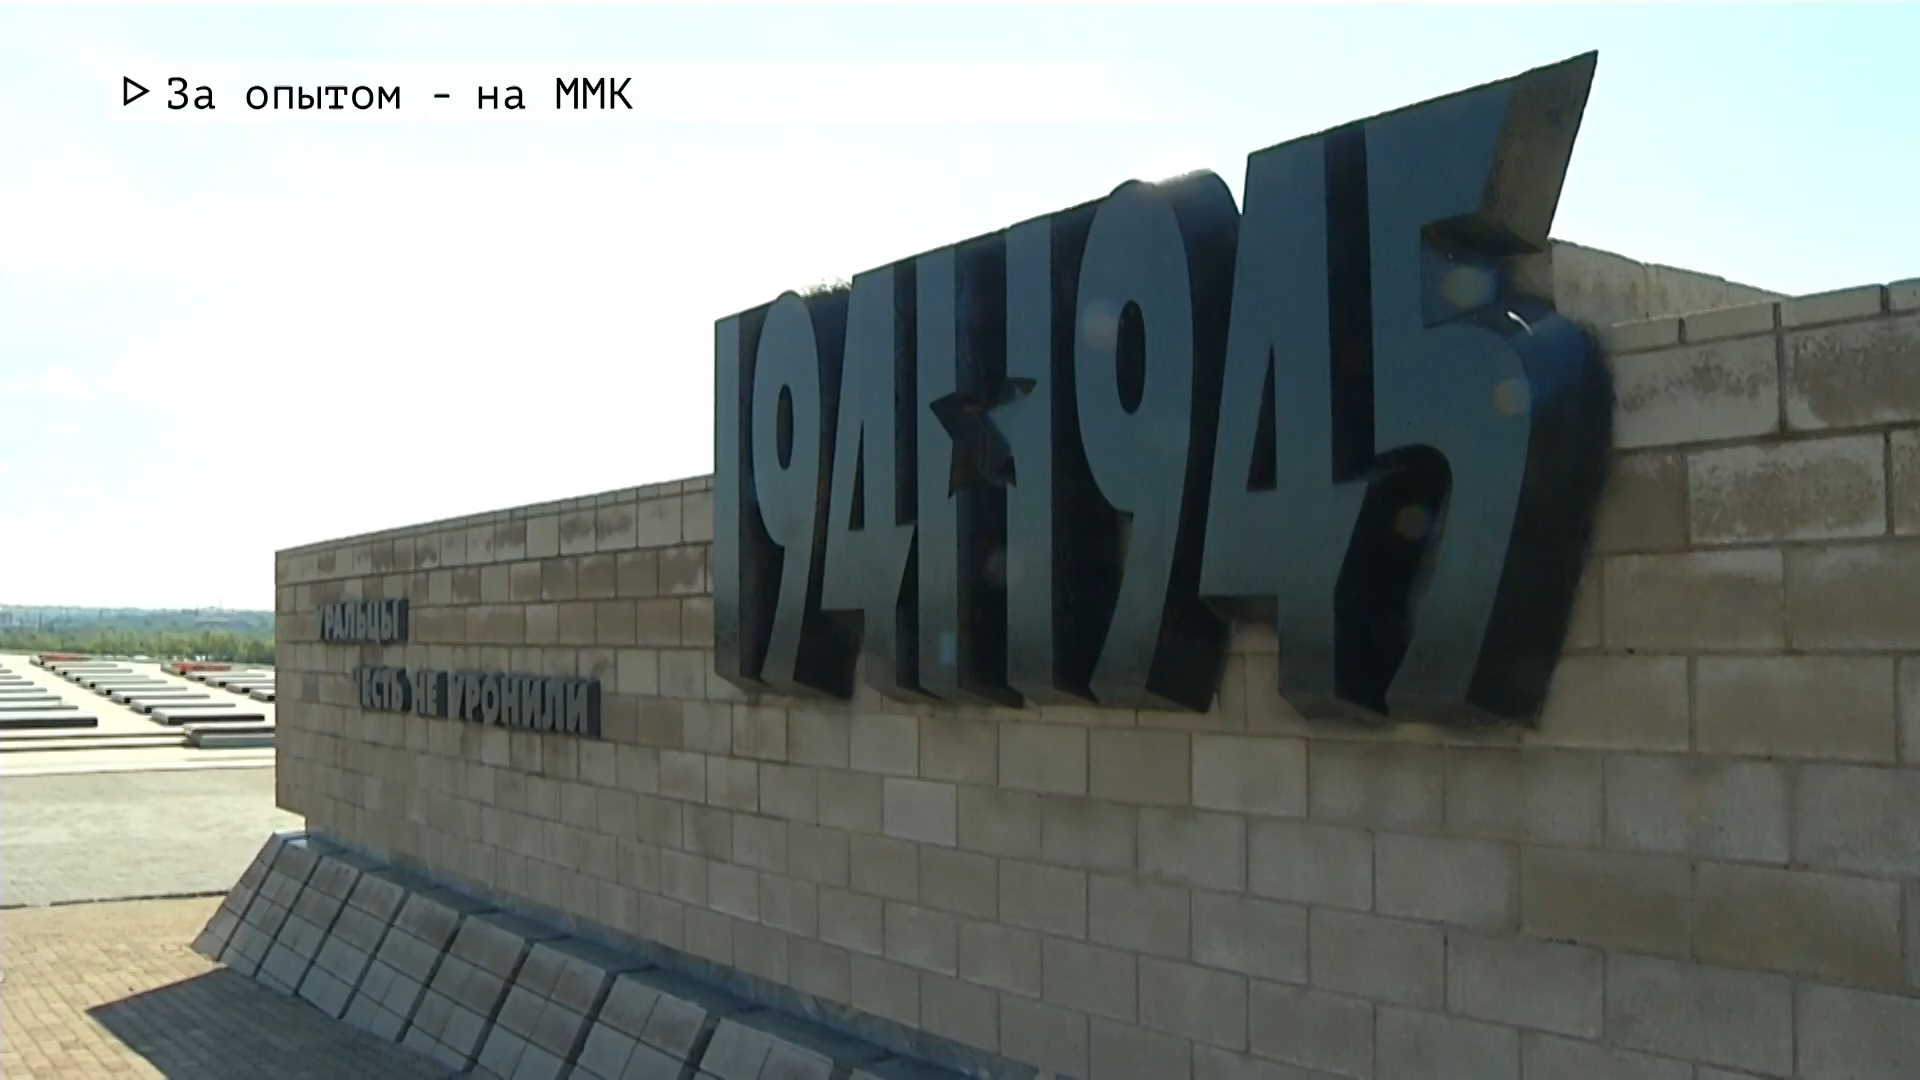 За опытом - на ММК
1941 1945
УРАЛЬЦЫ
ЧЕСТЬ НЕ УРОНИЛИ